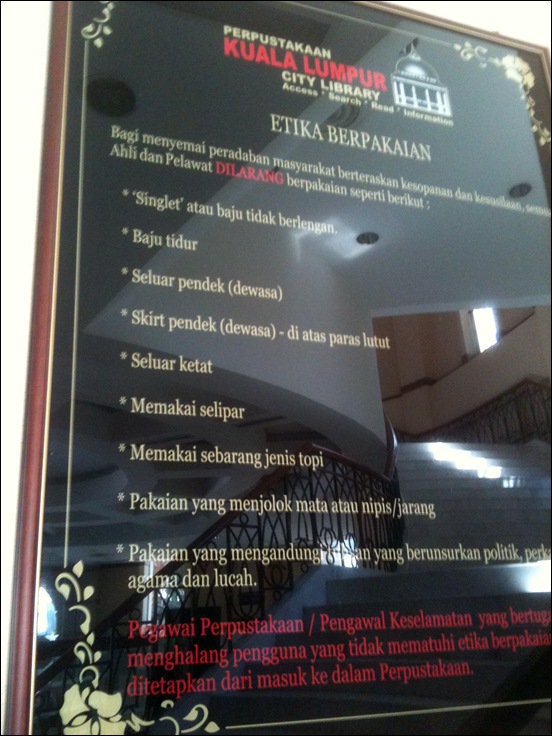 PERPUSTAKAAN
KUALA LUMPUR
CITY LIBRARY
Access * Search * Read * Information
ETIKA BERPAKAIAN
Bagi menyemai peradaban masyarakat berteraskan kesopanan dan kesusilaan,
Ahli dan Pelawat DILARANG berpakaian seperti berikut :
* 'Singlet' atau baju tidak berlengan.
* Baju tidur
* Seluar pendek (dewasa)
* Skirt pendek (dewasa) - di atas paras lutut
* Seluar ketat
* Memakai selipar
* Memakai sebarang jenis topi
* Pakaian yang menjolok mata atau nipis/jarang
* Pakaian yang mengandungi yang berunsurkan politik,
agama dan lucah.
Pegawai Perpustakaan / Pengawal Keselamatan yang
menghalang pengguna yang tidak mematuhi etika berpakaian
ditetapkan dari masuk ke dalam Perpustakaan.